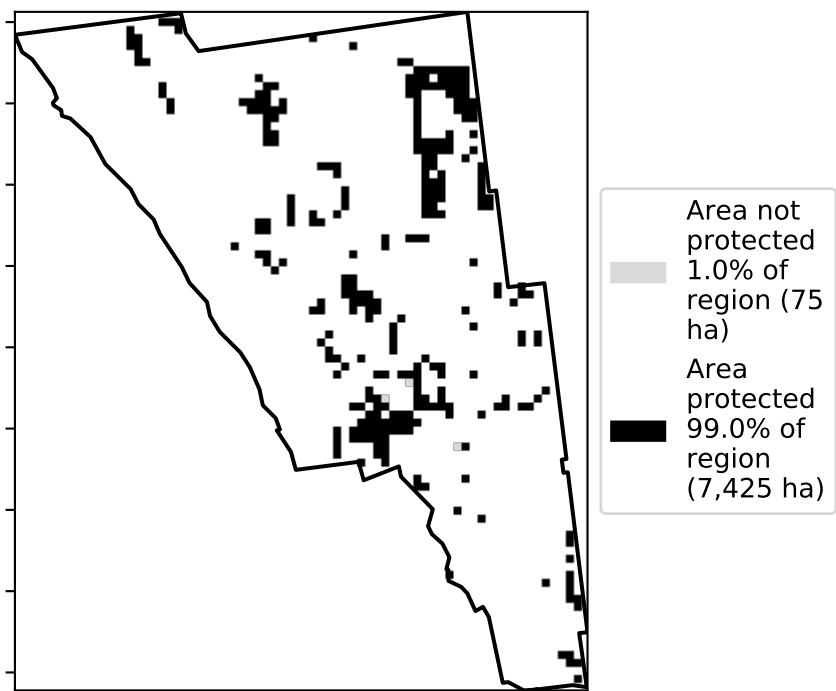 Area not
protected
1.0% of
region (75
ha)
Area
protected
99.0% of
region
(7,425 ha)